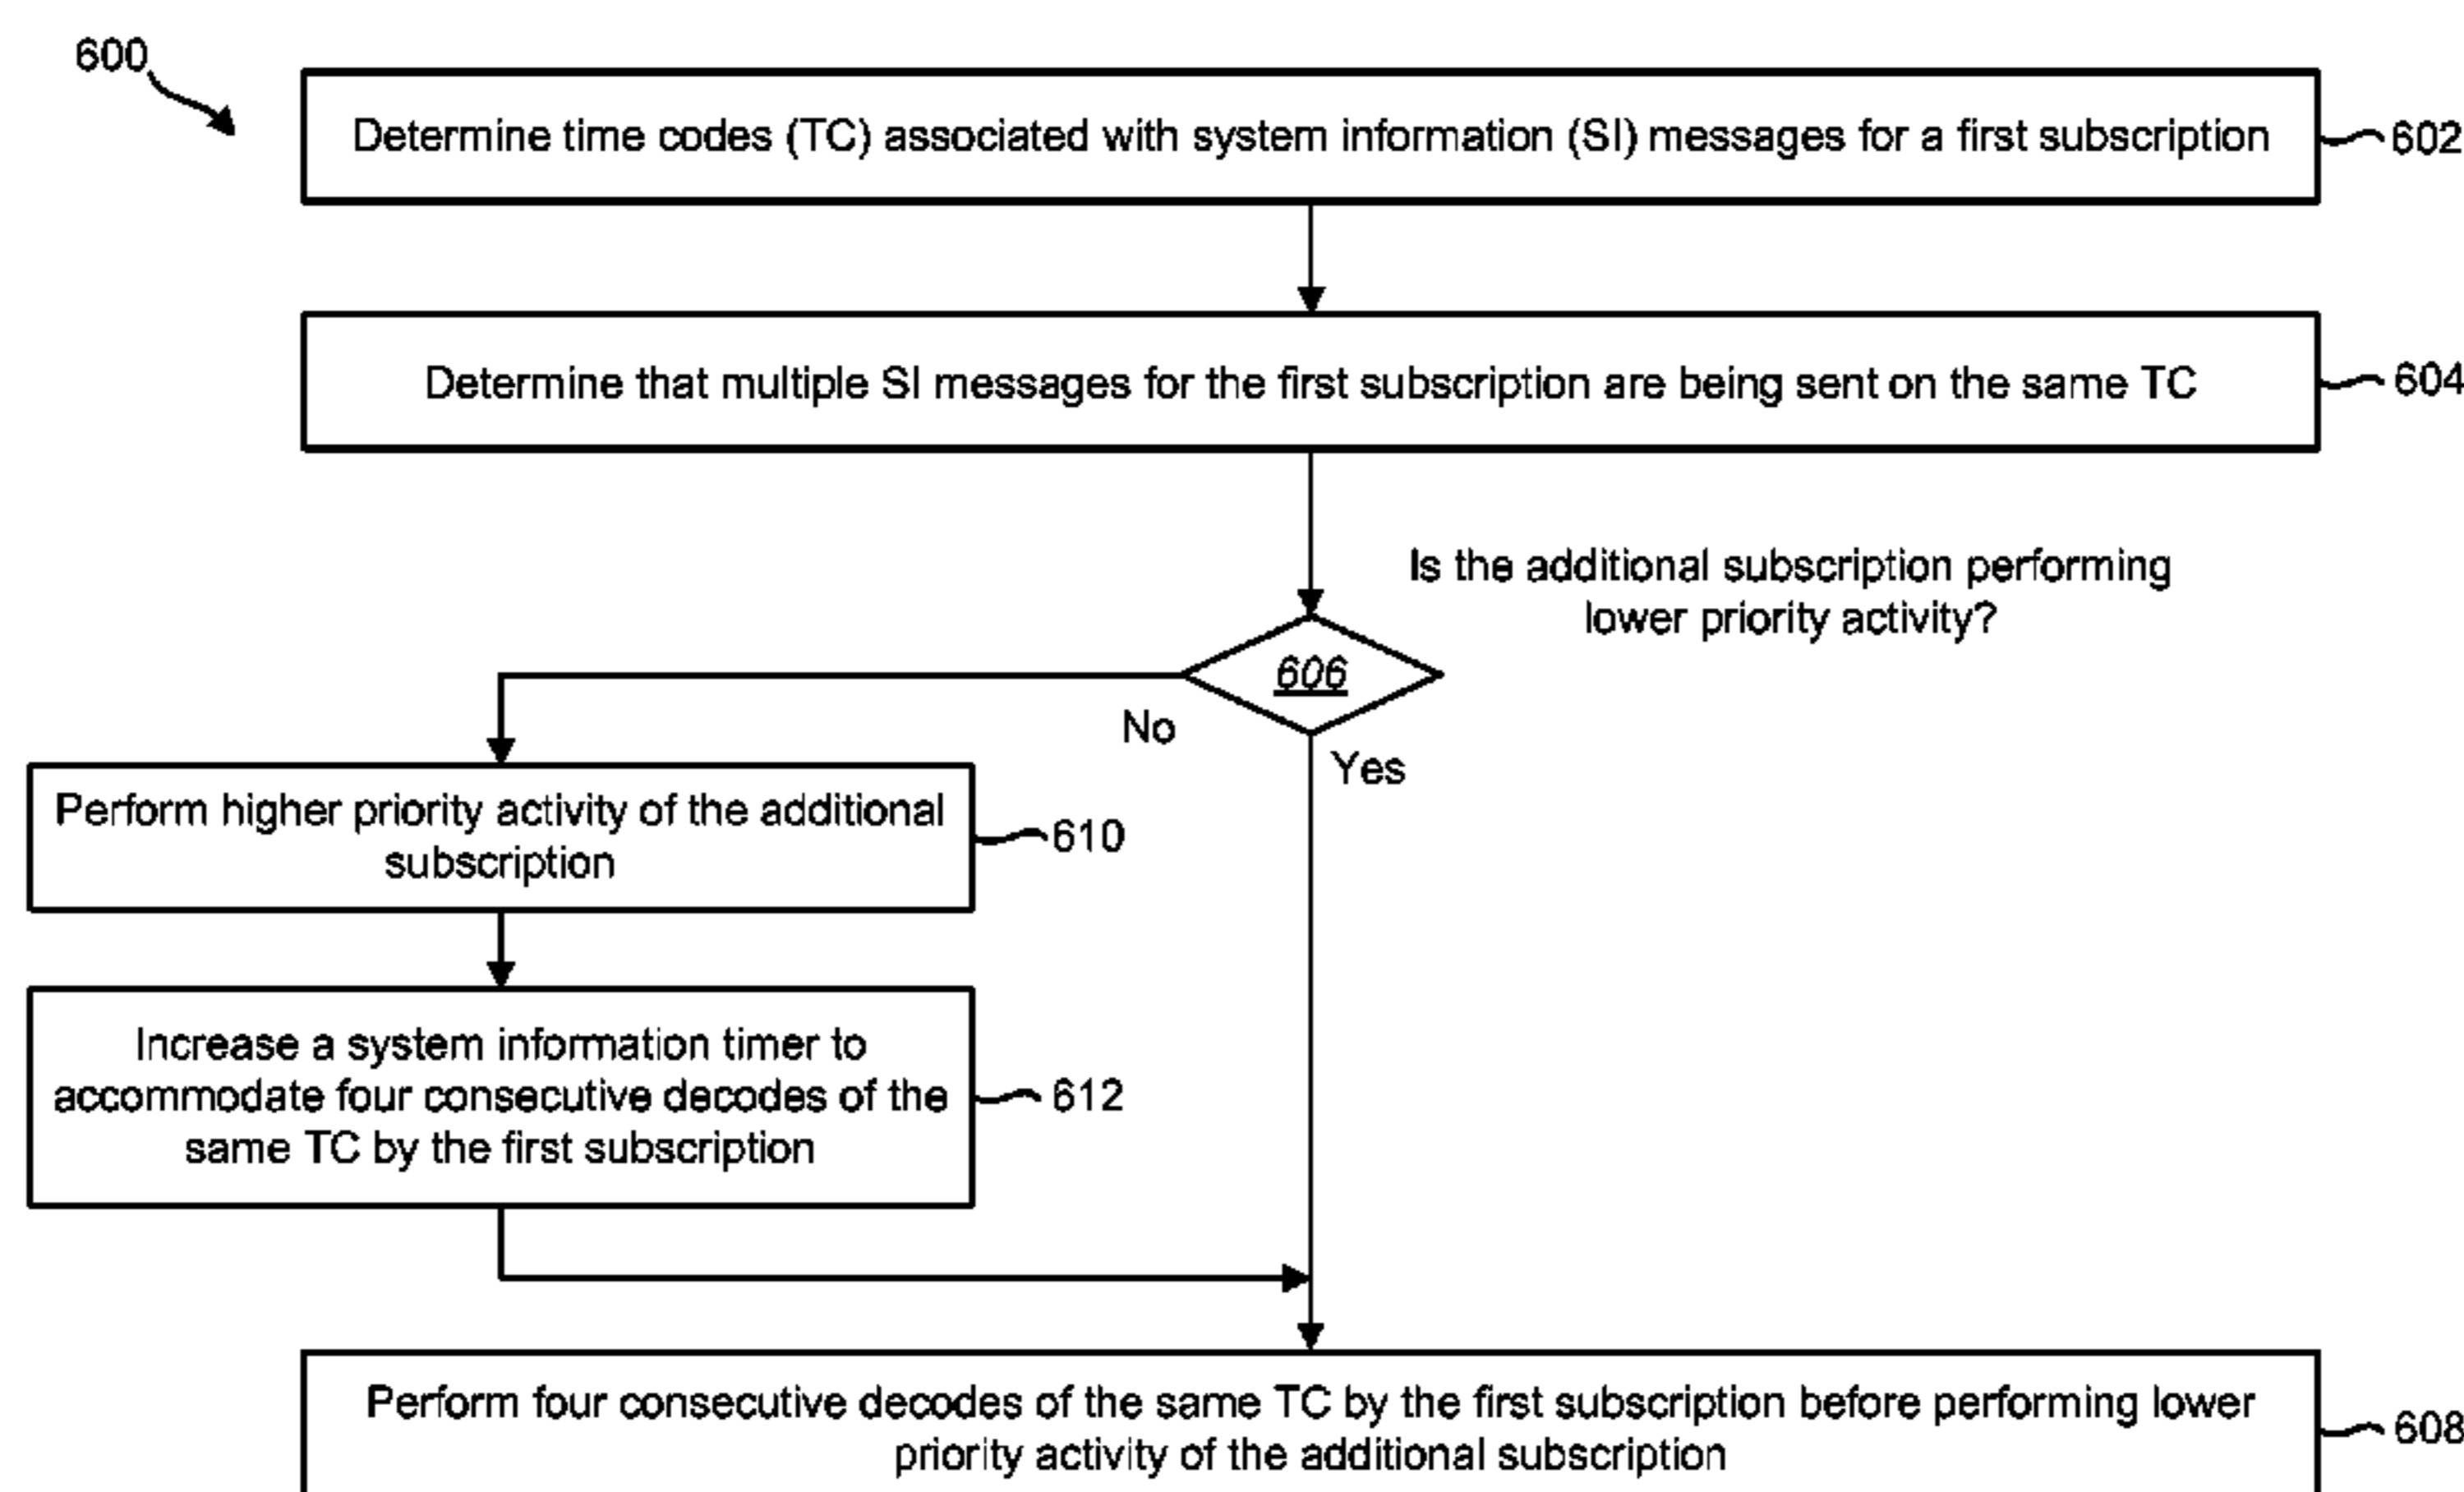 600
Determine time codes (TC) associated with system information (SI) messages for a first subscription
602
Determine that multiple SI messages for the first subscription are being sent on the same TC
604
Is the additional subscription performing
lower priority activity?
606
No
Yes
Perform higher priority activity of the additional
subscription
610
Increase a system information timer to
accommodate four consecutive decodes of the
same TC by the first subscription
612
Perform four consecutive decodes of the same TC by the first subscription before performing lower
priority activity of the additional subscription
608